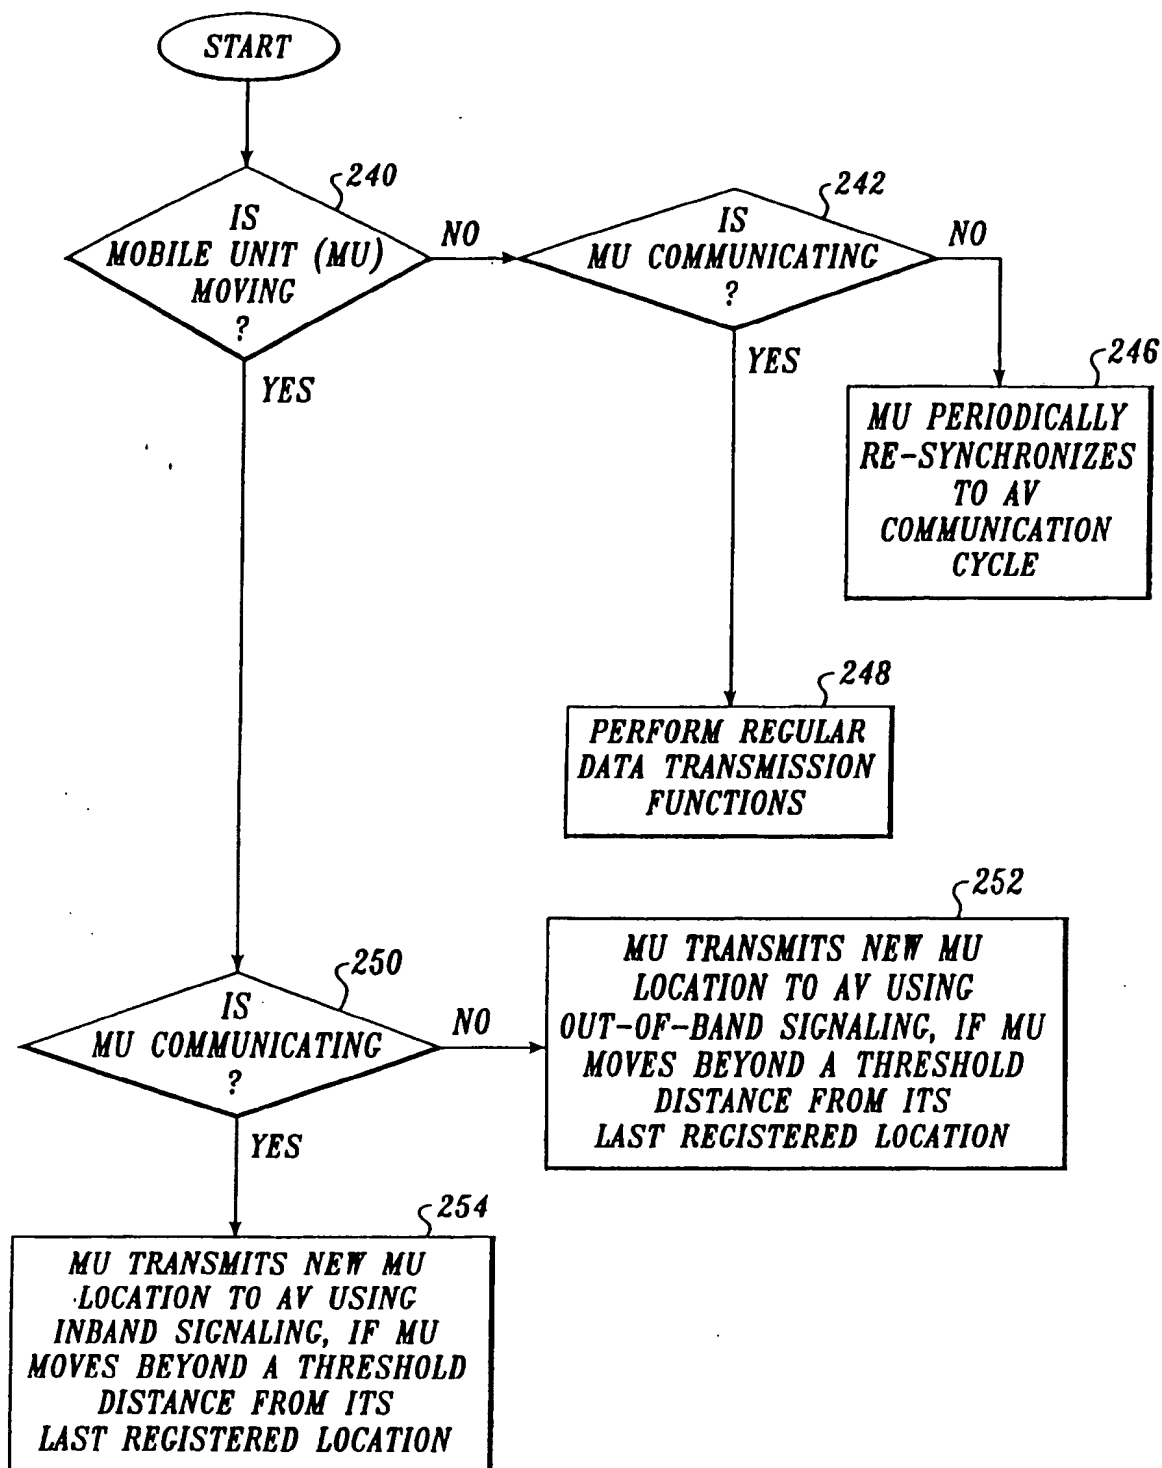 START
240
IS
MOBILE UNIT (MU)
MOVING
?
NO
YES
242
IS
MU COMMUNICATING
?
NO
YES
246
MU PERIODICALLY
RE-SYNCHRONIZES
TO AV
COMMUNICATION
CYCLE
248
PERFORM REGULAR
DATA TRANSMISSION
FUNCTIONS
250
IS
MU COMMUNICATING
?
NO
YES
252
MU TRANSMITS NEW MU
LOCATION TO AV USING
OUT-OF-BAND SIGNALING, IF MU
MOVES BEYOND A THRESHOLD
DISTANCE FROM ITS
LAST REGISTERED LOCATION
254
MU TRANSMITS NEW MU
LOCATION TO AV USING
INBAND SIGNALING, IF MU
MOVES BEYOND A THRESHOLD
DISTANCE FROM ITS
LAST REGISTERED LOCATION